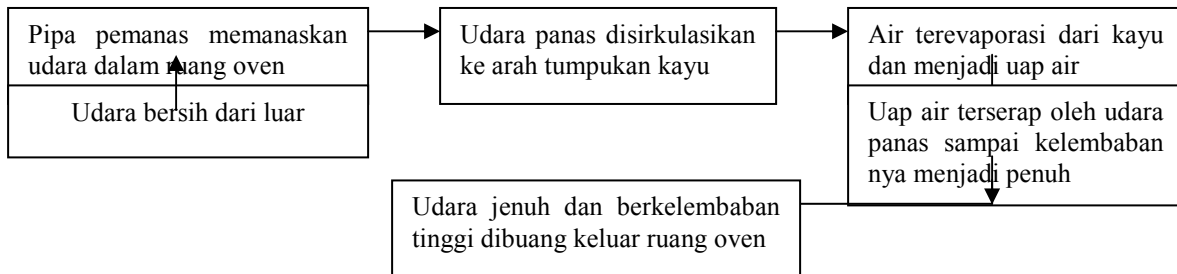 Pipa pemanas memanaskan
udara dalam ruang oven
Udara bersih dari luar
Udara panas disirkulasikan
ke arah tumpukan kayu
Air terevaporasi dari kayu
dan menjadi uap air
Uap air terserap oleh udara
panas sampai kelembaban
nya menjadi penuh
Udara jenuh dan berkelembaban
tinggi dibuang keluar ruang oven